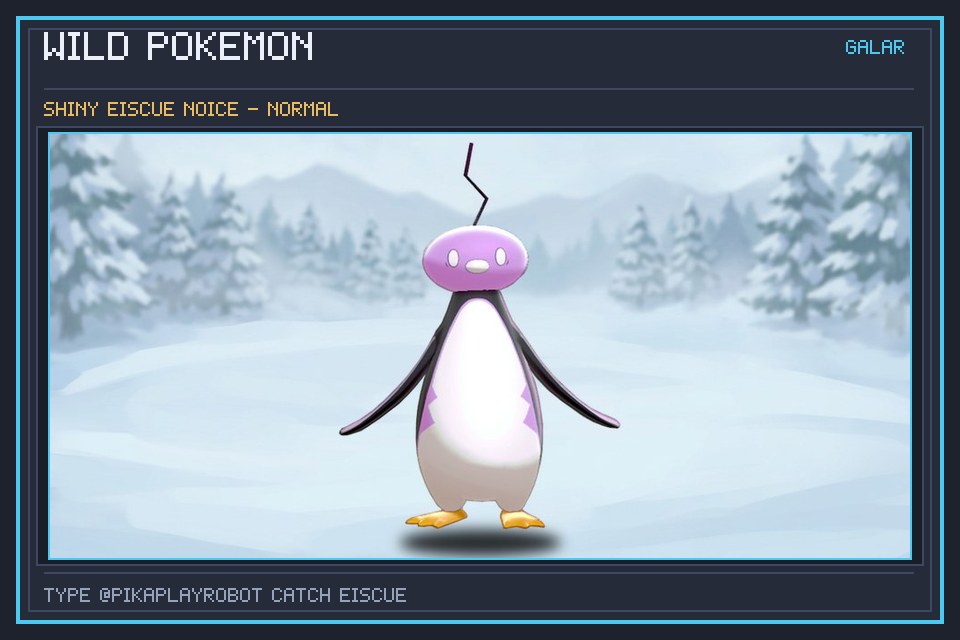 WILD POKEMON
GALAR
SHINY EISCUE NOICE - NORMAL
TYPE @PIKAPLAYROBOT CATCH EISCUE